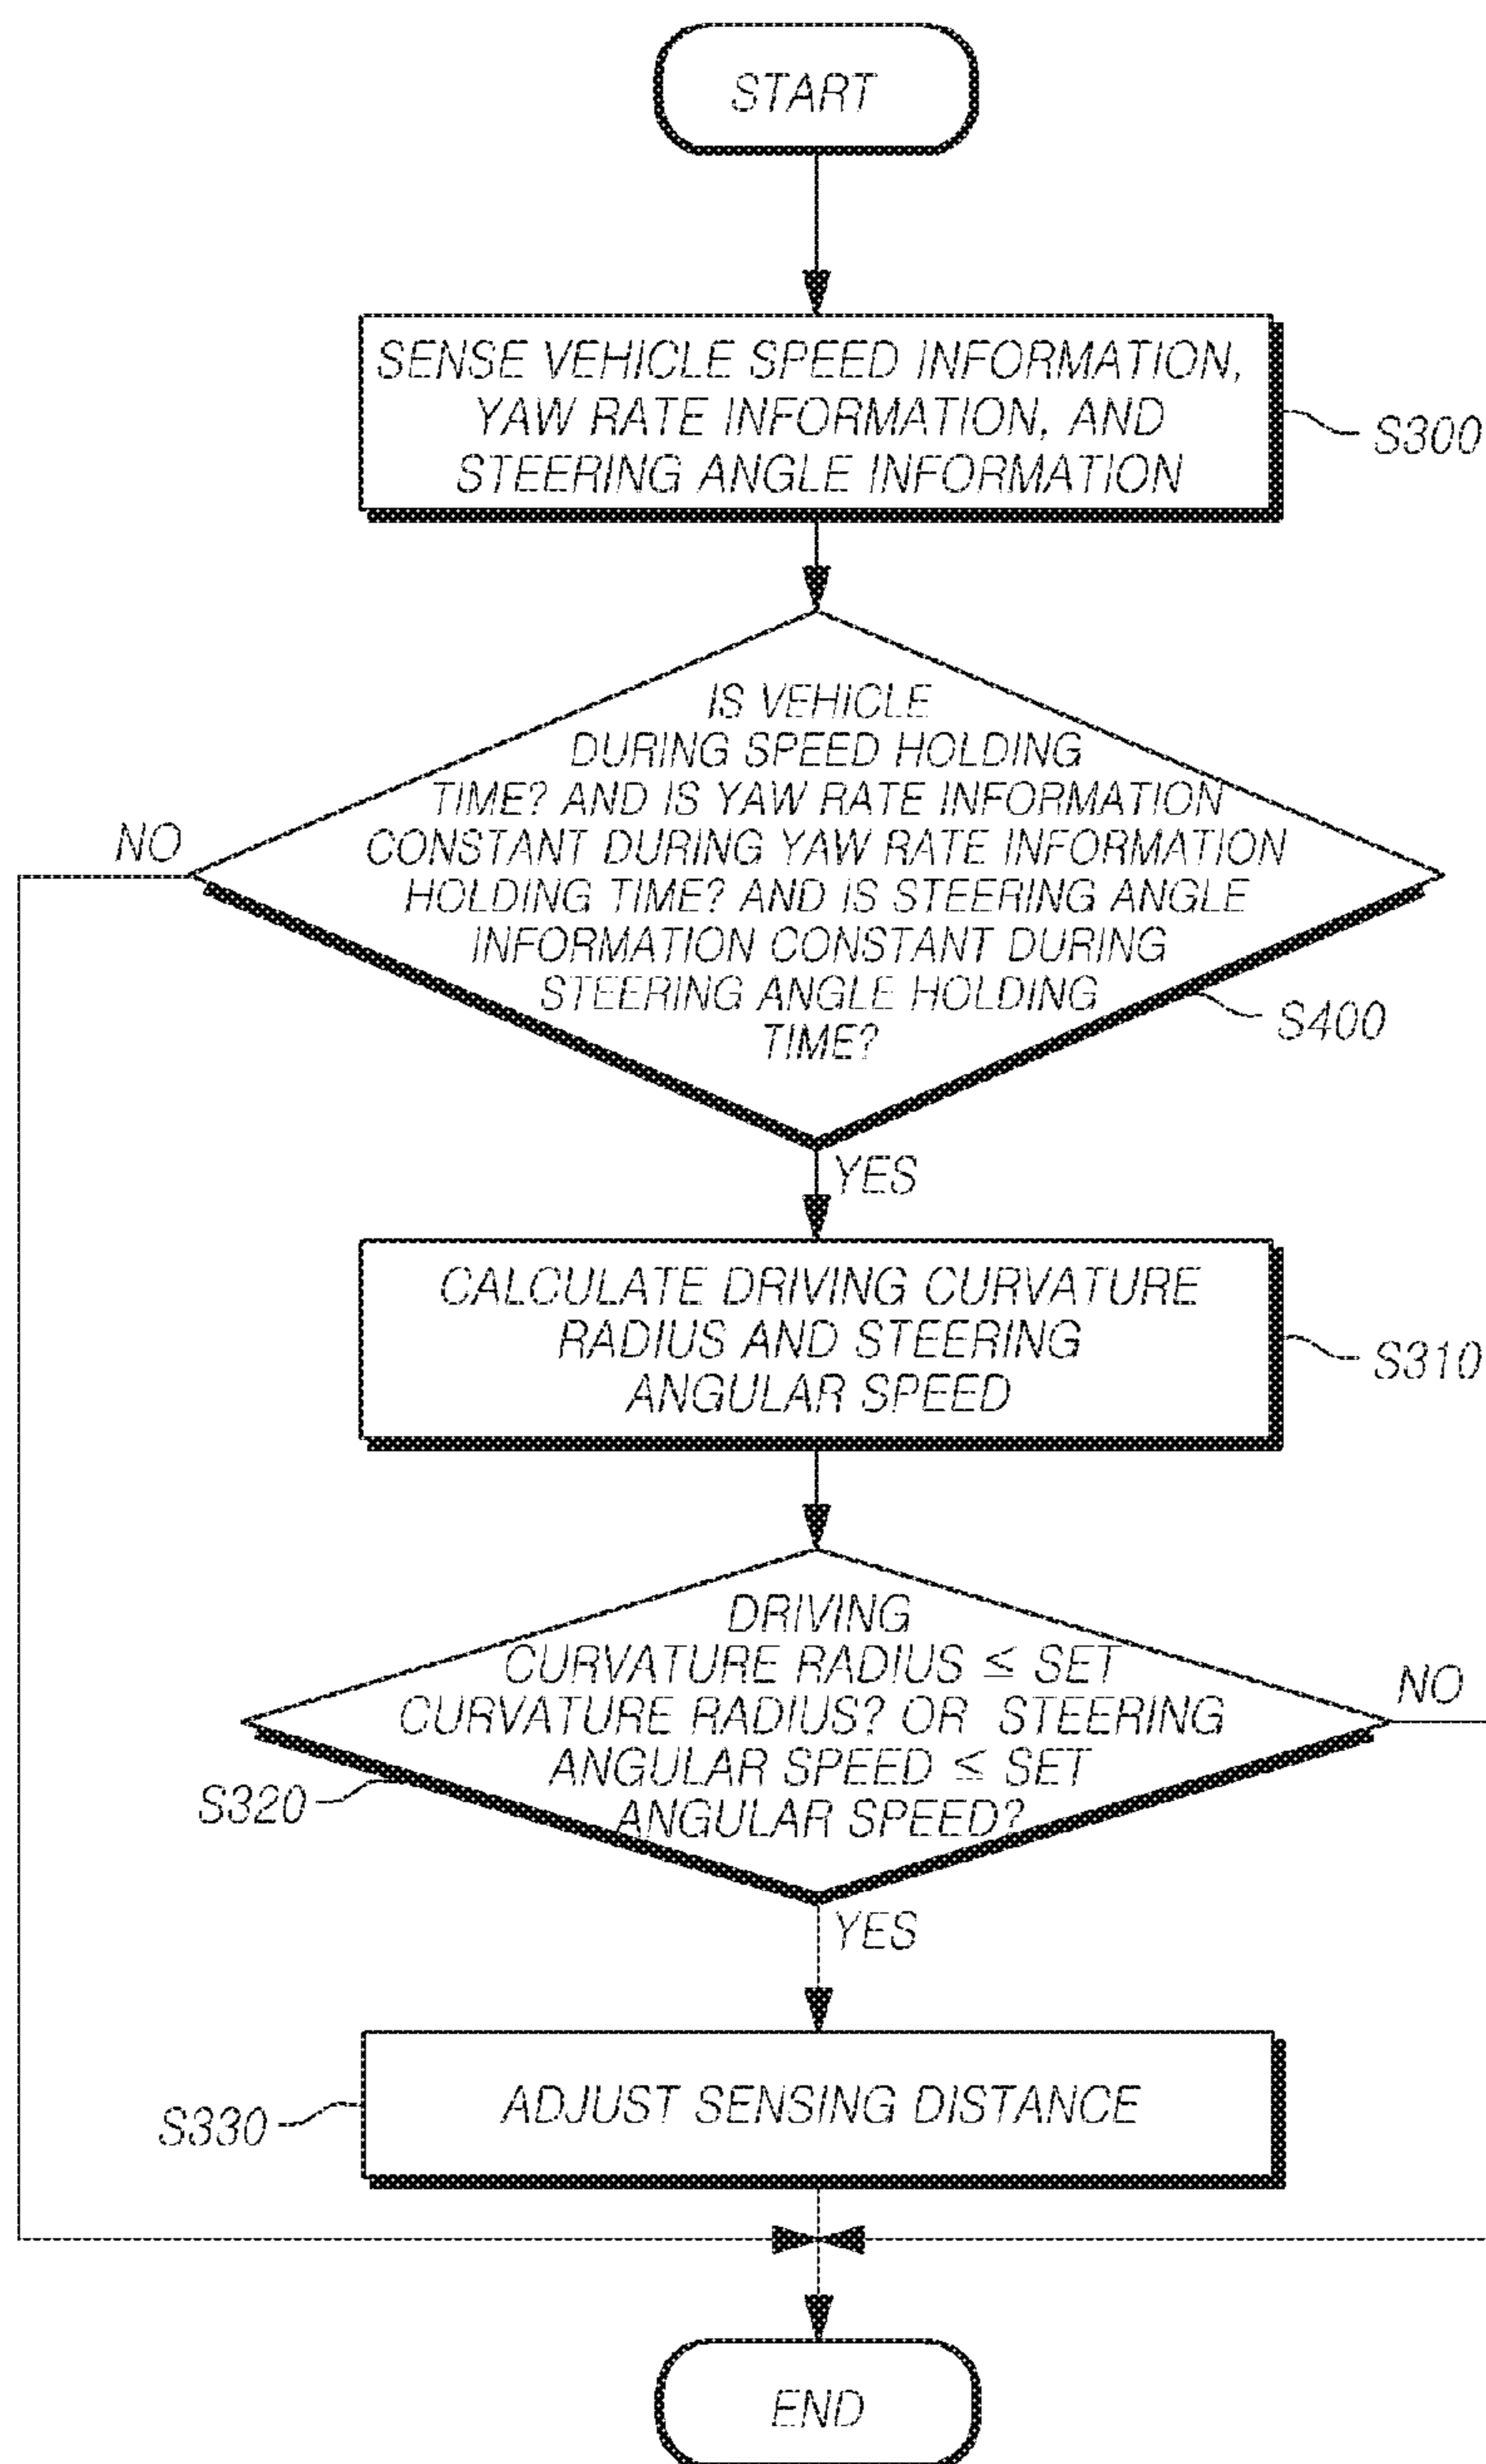 START
SENSE VEHICLE SPEED INFORMATION,
YAW RATE INFORMATION, AND
STEERING ANGLE INFORMATION
S300
IS VEHICLE
DURING SPEED HOLDING
TIME? AND IS YAW RATE INFORMATION
CONSTANT DURING YAW RATE INFORMATION
HOLDING TIME? AND IS STEERING ANGLE
INFORMATION CONSTANT DURING
STEERING ANGLE HOLDING
TIME?
NO
S400
YES
CALCULATE DRIVING CURVATURE
RADIUS AND STEERING
ANGULAR SPEED
S310
DRIVING
CURVATURE RADIUS ≤ SET
CURVATURE RADIUS? OR STEERING
ANGULAR SPEED ≤ SET
ANGULAR SPEED?
NO
S320
YES
ADJUST SENSING DISTANCE
S330
END